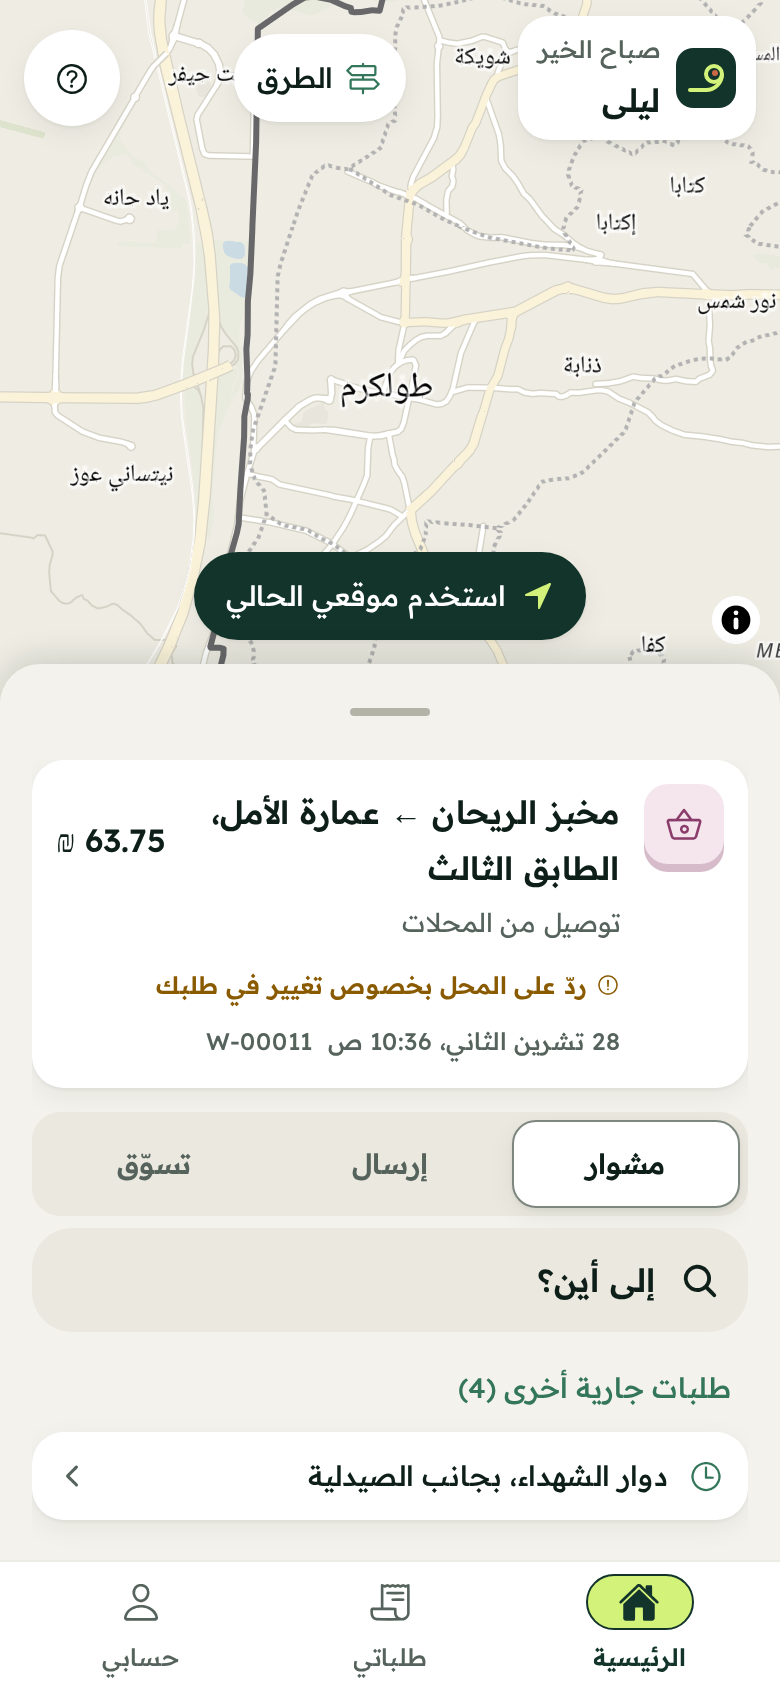 صباح الخير
ليلى
الطرق
شويكة
ت حيفر
كتابا
ياد حانه
إكتابا
نور شمس
ذنابة
طولكرم
نيتساني عوز
استخدم موقعي الحالي
كفا
ME
مخبز الريحان ← عمارة الأمل، الطابق الثالث
63.75 ₪
توصيل من المحلات
ردّ على المحل بخصوص تغيير في طلبك
28 تشرين الثاني، 10:36 ص W-00011
مشوار
إرسال
تسوّق
إلى أين؟
طلبات جارية أخرى (4)
دوار الشهداء، بجانب الصيدلية
الرئيسية
طلباتي
حسابي